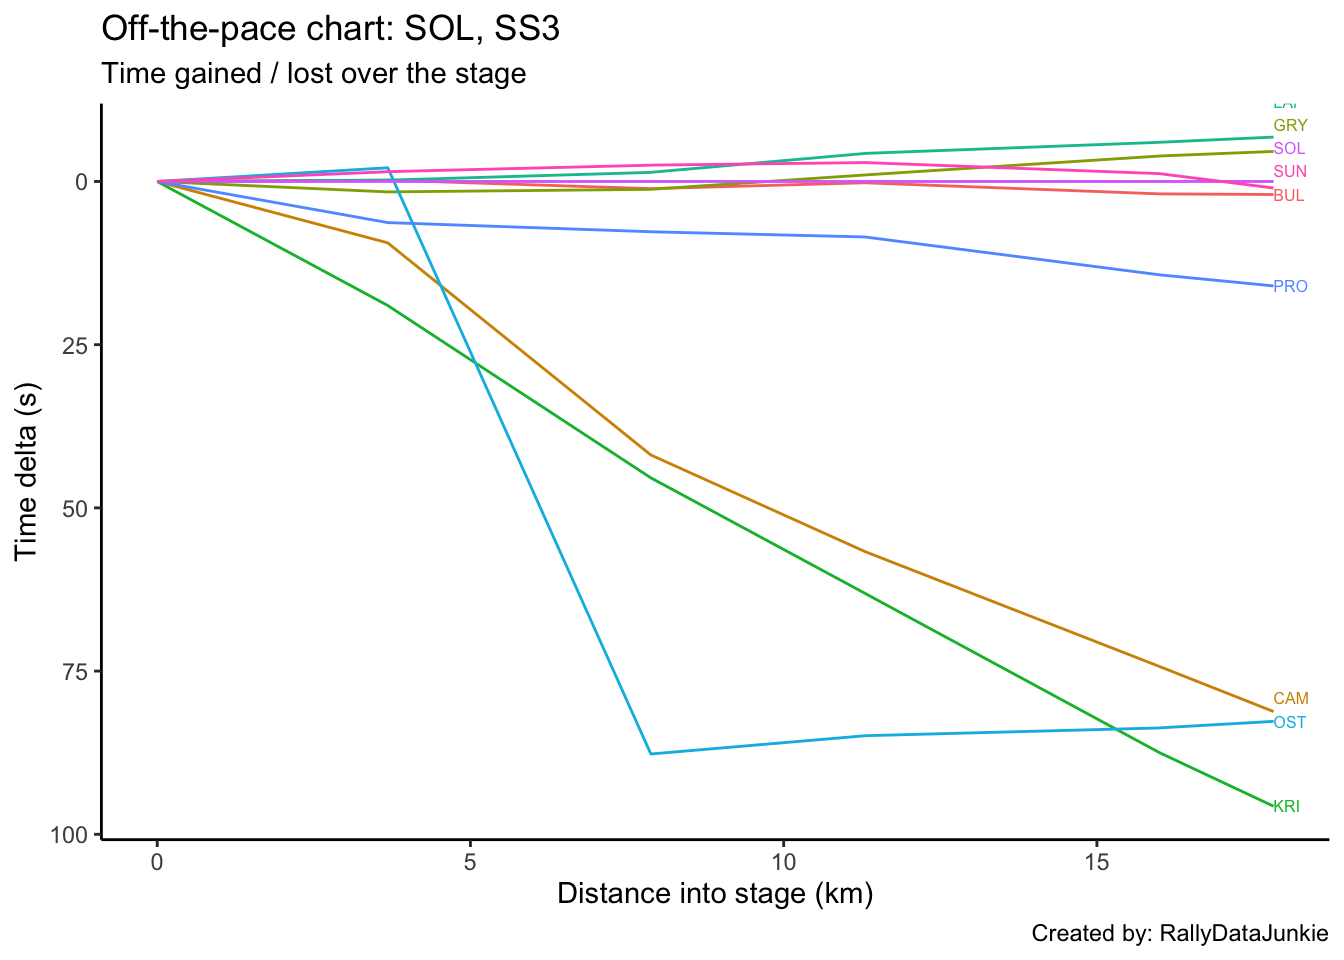 Off-the-pace chart: SOL, SS3
Time gained / lost over the stage
GRY
SOL
SUN
BUL
PRO
CAM
OST
KRI
0
25
50
75
100
Time delta (s)
0
5
10
15
Distance into stage (km)
Created by: RallyDataJunkie